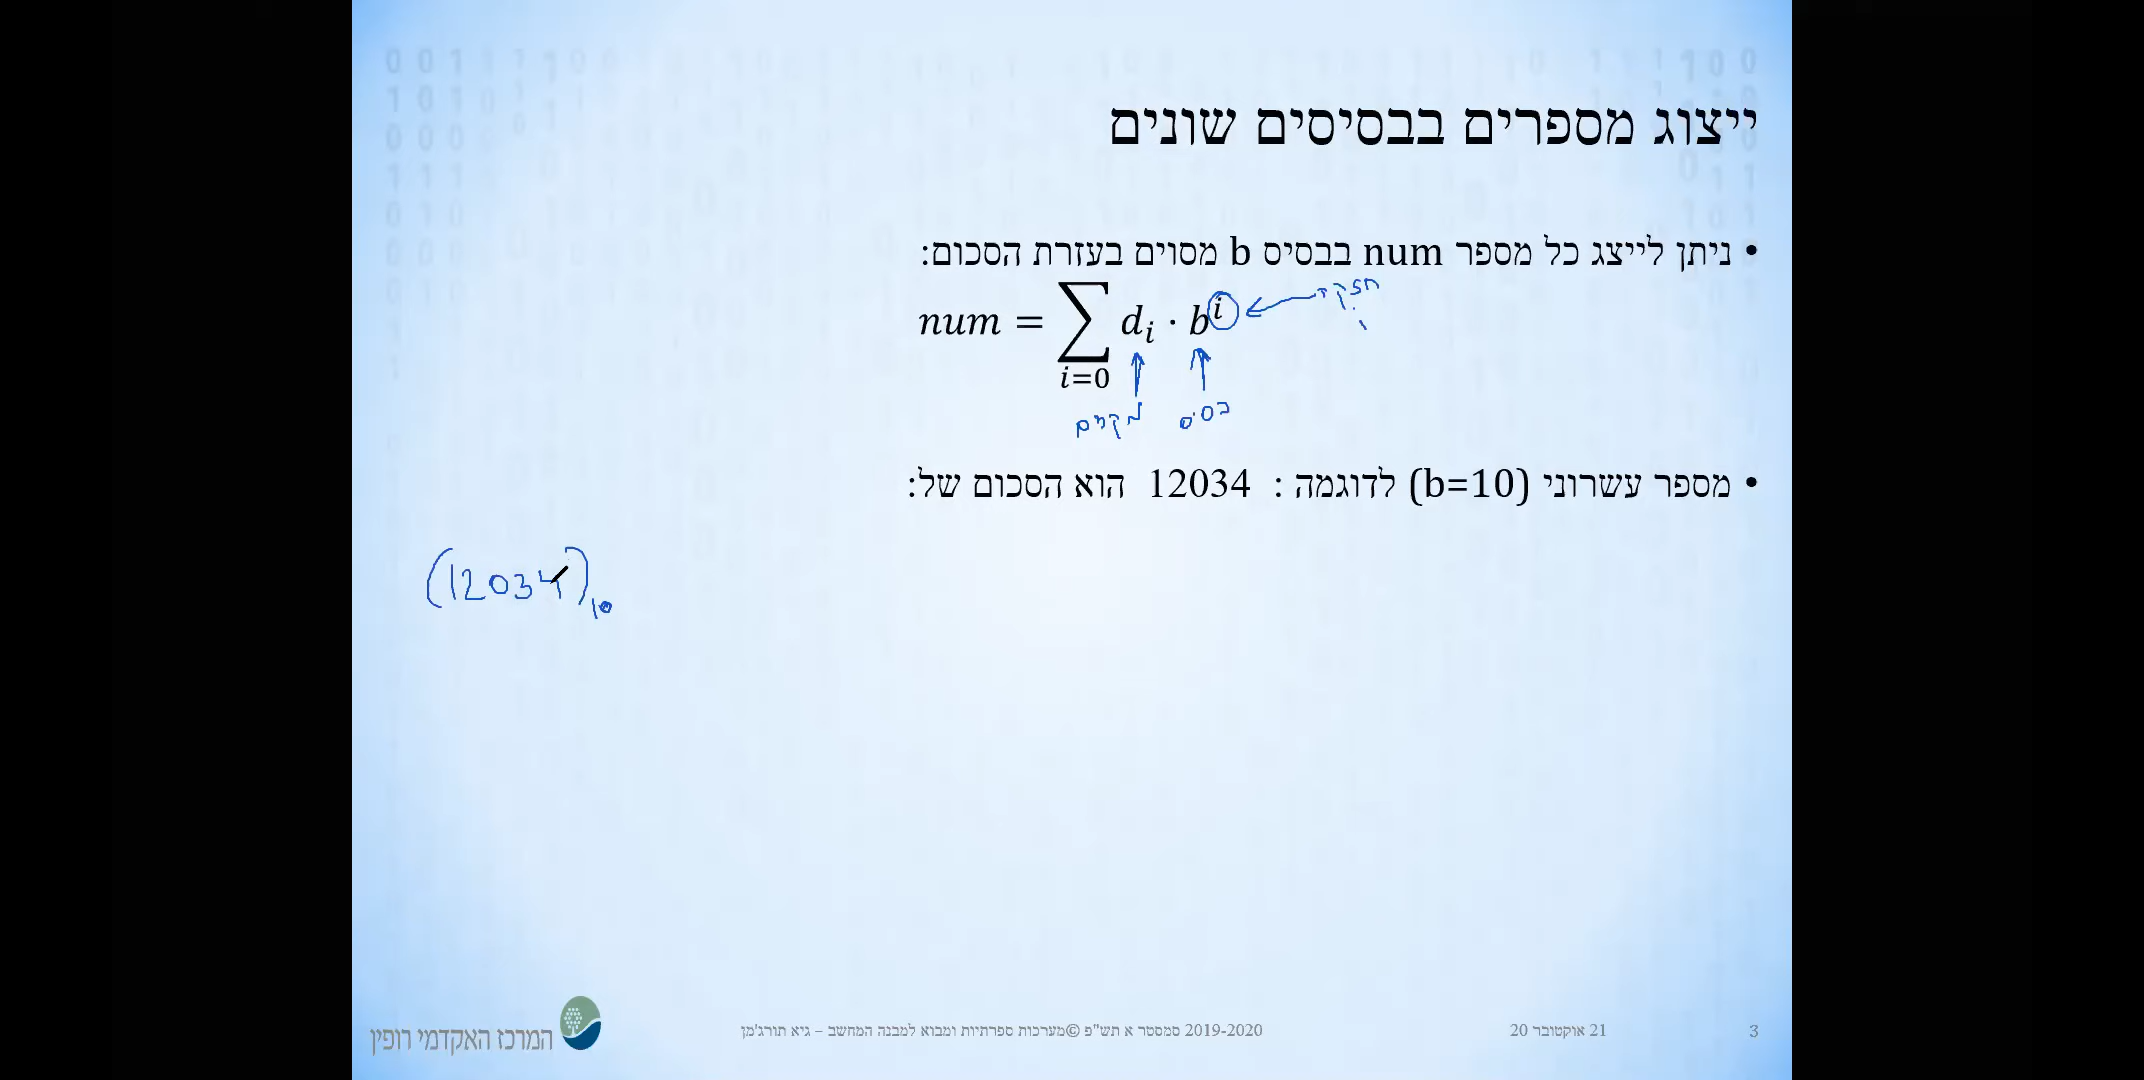 ייצוג מספרים בבסיסים שונים
• ניתן לייצג כל מספר num בבסיס b מסוים בעזרת הסכום:
num = ∑ i=0 d_i · b^i
חזקה
בסיס
מקדם
• מספר עשרוני (b=10) לדוגמה : 12034 הוא הסכום של:
(12034)₁₀
המרכז האקדמי רופין
2019-2020 סמסטר א תש"פ ©מערכות ספרתיות ומבוא למבנה המחשב – גיא תורג'מן
21 אוקטובר 20
3